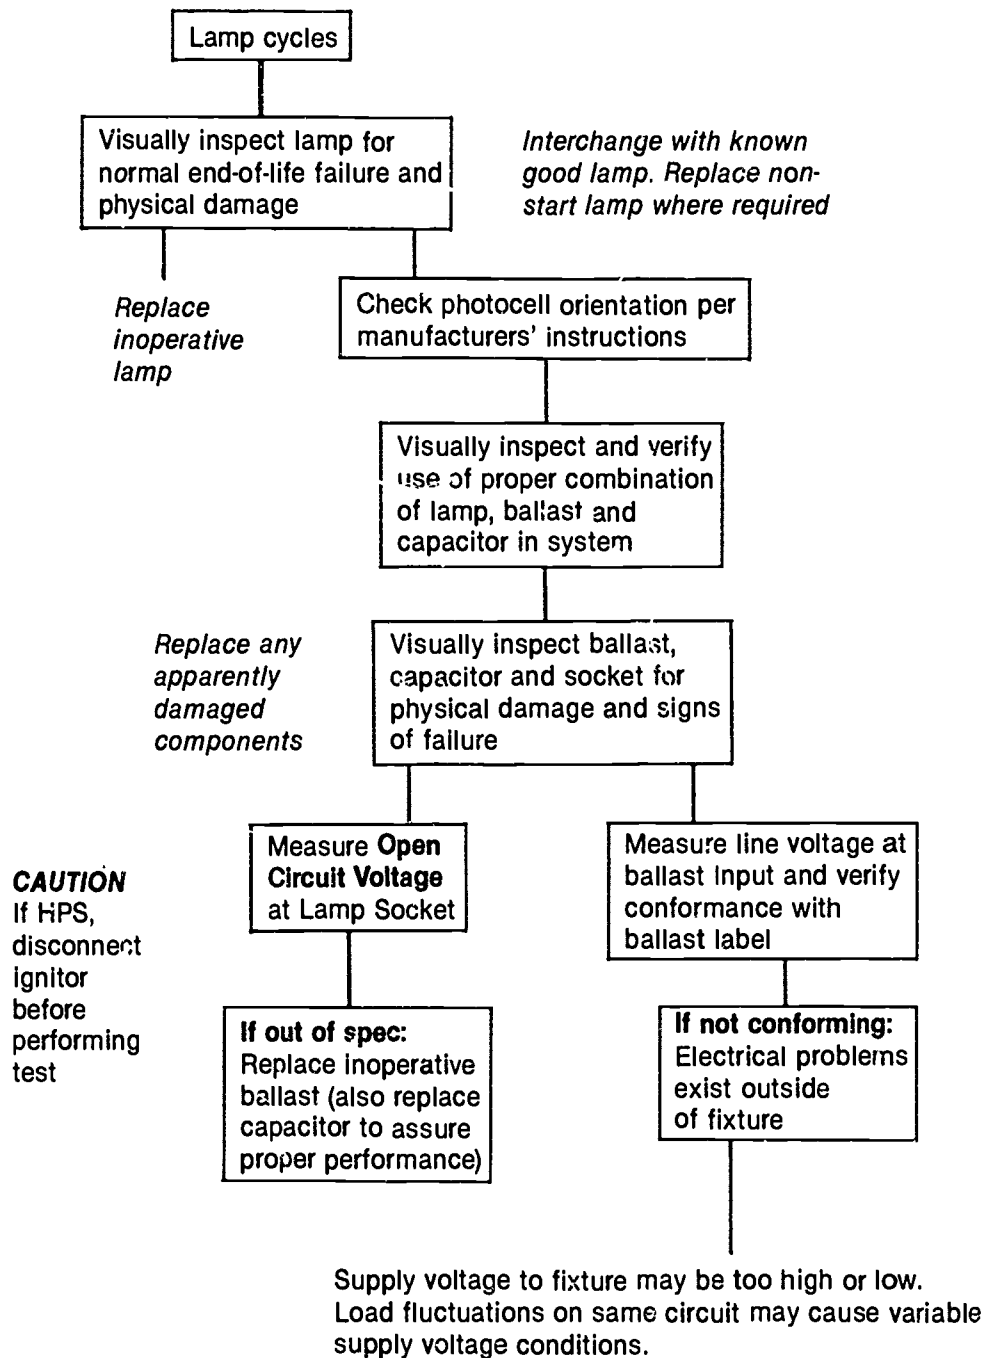 Lamp cycles
Visually inspect lamp for
normal end-of-life failure and
physical damage
Interchange with known
good lamp. Replace non-
start lamp where required
Replace
inoperative
lamp
Check photocell orientation per
manufacturers' instructions
Visually inspect and verify
use of proper combination
of lamp, ballast and
capacitor in system
Replace any
apparently
damaged
components
Visually inspect ballast,
capacitor and socket for
physical damage and signs
of failure
CAUTION
If HPS,
disconnect
ignitor
before
performing
test
Measure Open
Circuit Voltage
at Lamp Socket
Measure line voltage at
ballast Input and verify
conformance with
ballast label
If out of spec:
Replace inoperative
ballast (also replace
capacitor to assure
proper performance)
If not conforming:
Electrical problems
exist outside
of fixture
Supply voltage to fixture may be too high or low.
Load fluctuations on same circuit may cause variable
supply voltage conditions.